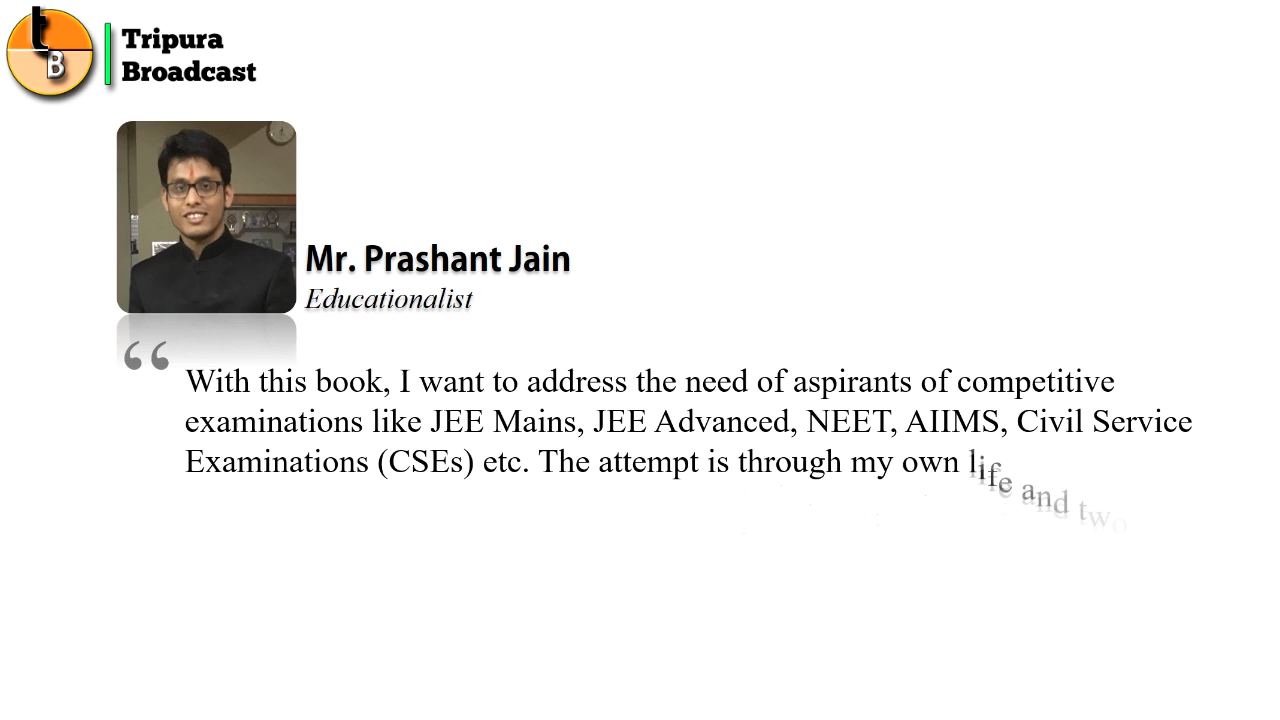 tB
Tripura
Broadcast
Mr. Prashant Jain
Educationalist
“
With this book, I want to address the need of aspirants of competitive
examinations like JEE Mains, JEE Advanced, NEET, AIIMS, Civil Service
Examinations (CSEs) etc. The attempt is through my own life and two